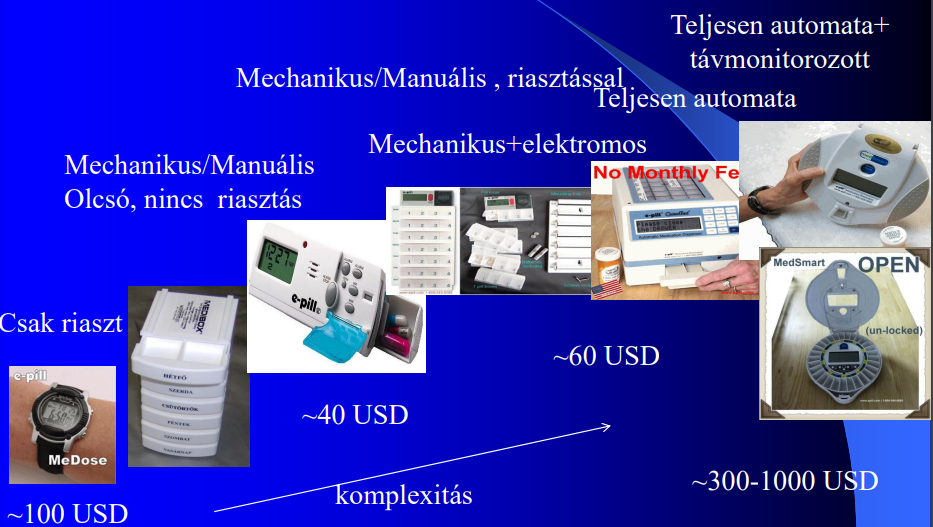 Teljesen automata+
távmonitorozott
Mechanikus/Manuális , riasztással
Teljesen automata
Mechanikus+elektromos
Mechanikus/Manuális
Olcsó, nincs riasztás
No Monthly Fe
MedSmart OPEN
(un-locked)
12:27
e-pill®
MEDIBOX
HÉTFŐ
SZERDA
CSÜTÖRTÖK
PÉNTEK
SZOMBAT
VASÁRNAP
Csak riaszt
e-pill
MeDose
~60 USD
~40 USD
~300-1000 USD
komplexitás
~100 USD